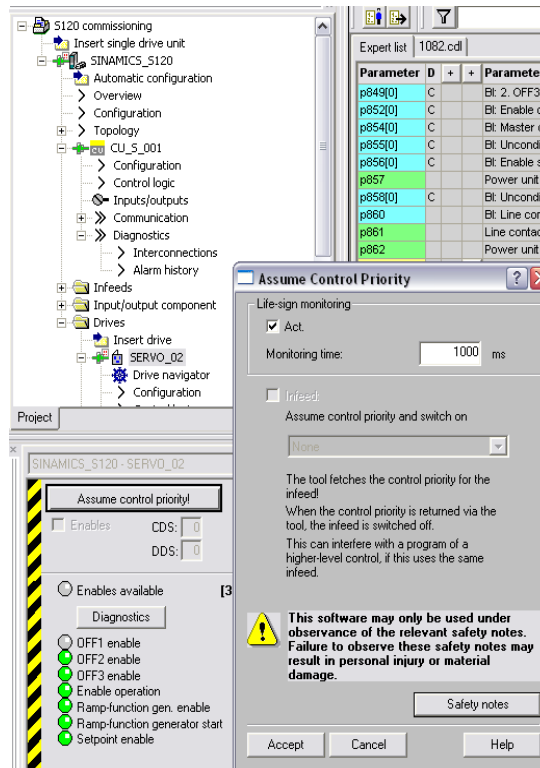 S120 commissioning
Insert single drive unit
SINAMICS_S120
Automatic configuration
Overview
Configuration
Topology
CU_S_001
Configuration
Control logic
Inputs/outputs
Communication
Diagnostics
Interconnections
Alarm history
Infeeds
Input/output component
Drives
Insert drive
SERVO_02
Drive navigator
Configuration
Project
Expert list 1082.cdl
Parameter D + + Paramete
p849[0] C BI: 2. OFF3
p852[0] C BI: Enable
p854[0] C BI: Master
p855[0] C BI: Uncondi
p856[0] C BI: Enable s
p857 Power unit
p858[0] C BI: Uncondi
p860 BI: Line con
p861 Line contac
p862 Power unit
Assume Control Priority
Life-sign monitoring
Act.
Monitoring time: 1000 ms
Infeed:
Assume control priority and switch on
None
The tool fetches the control priority for the
infeed!
When the control priority is returned via the
tool, the infeed is switched off.
This can interfere with a program of a
higher-level control, if this uses the same
infeed.
This software may only be used under
observance of the relevant safety notes.
Failure to observe these safety notes may
result in personal injury or material
damage.
Safety notes
Accept Cancel Help
SINAMICS_S120 - SERVO_02
Assume control priority!
Enables CDS: 0
DDS: 0
Enables available [3
Diagnostics
OFF1 enable
OFF2 enable
OFF3 enable
Enable operation
Ramp-function gen. enable
Ramp-function generator start
Setpoint enable